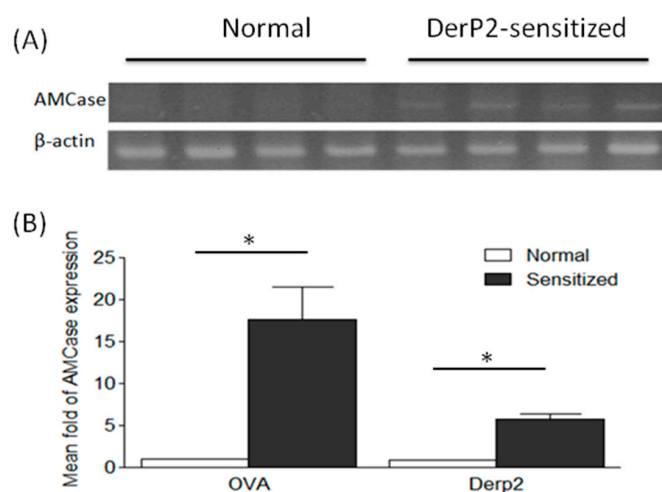 (A)
Normal DerP2-sensitized
AMCase
β-actin
(B)
Mean fold of AMCase expression
25
20
15
10
5
0
*
*
Normal
Sensitized
OVA Derp2